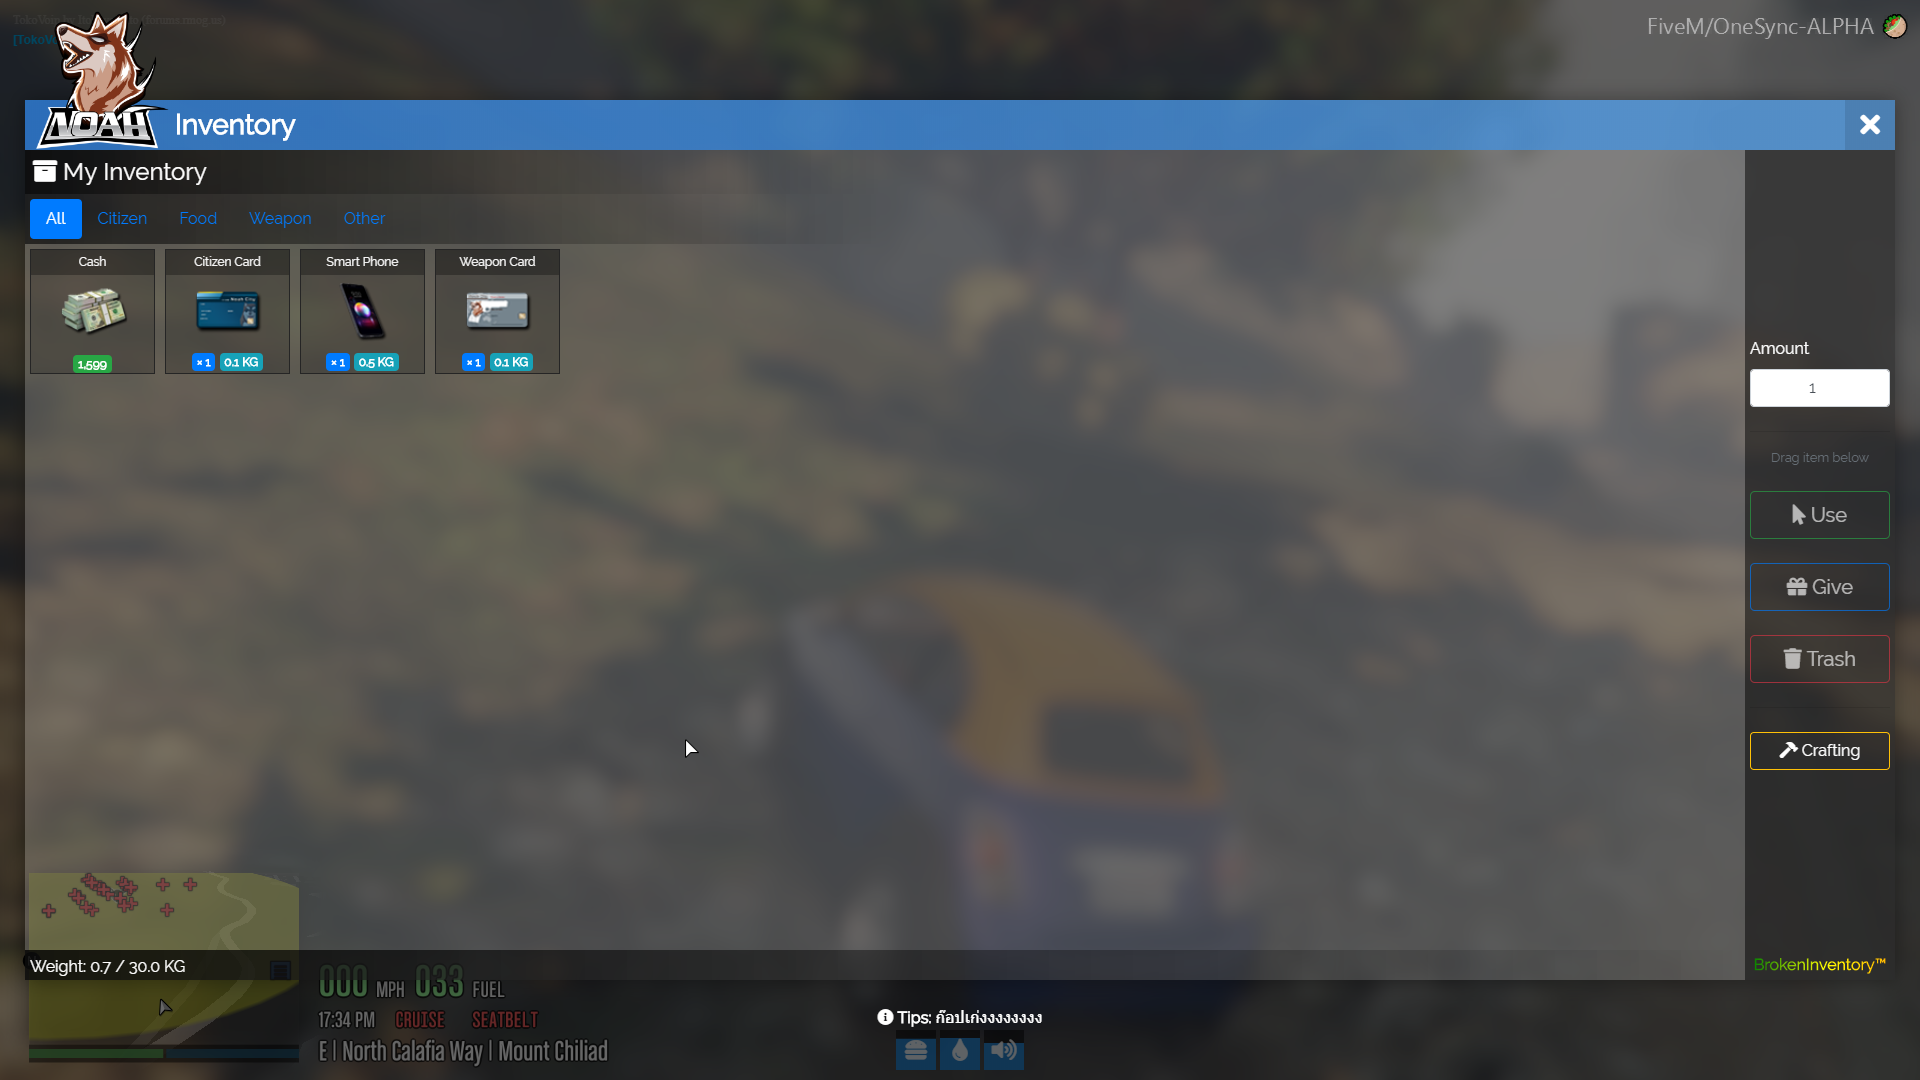 FiveM/OneSync-ALPHA
NOAH
Inventory
My Inventory
All Citizen Food Weapon Other
Cash Citizen Card Smart Phone Weapon Card
1,599 × 1 0.1 KG × 1 0.5 KG × 1 0.1 KG
Amount
1
Drag item below
Use
Give
Trash
Crafting
Weight: 0.7 / 30.0 KG
BrokenInventory™
000 MPH 033 FUEL
17:34 PM CRUISE SEATBELT
E | North Calafia Way | Mount Chiliad
Tips: ก๊อปเก่งงงงงงงง